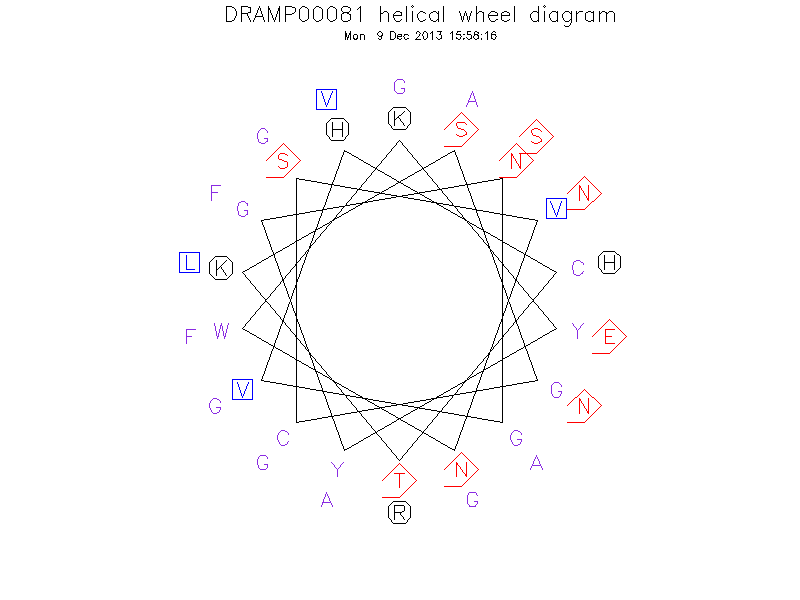 DRAMP00081 helical wheel diagram
Mon 9 Dec 2013 15:58:16
G
V A
K
H S S
G S N
F G V N
L K C H
F W Y E
G V G N
C G
G Y T N A
A G
R